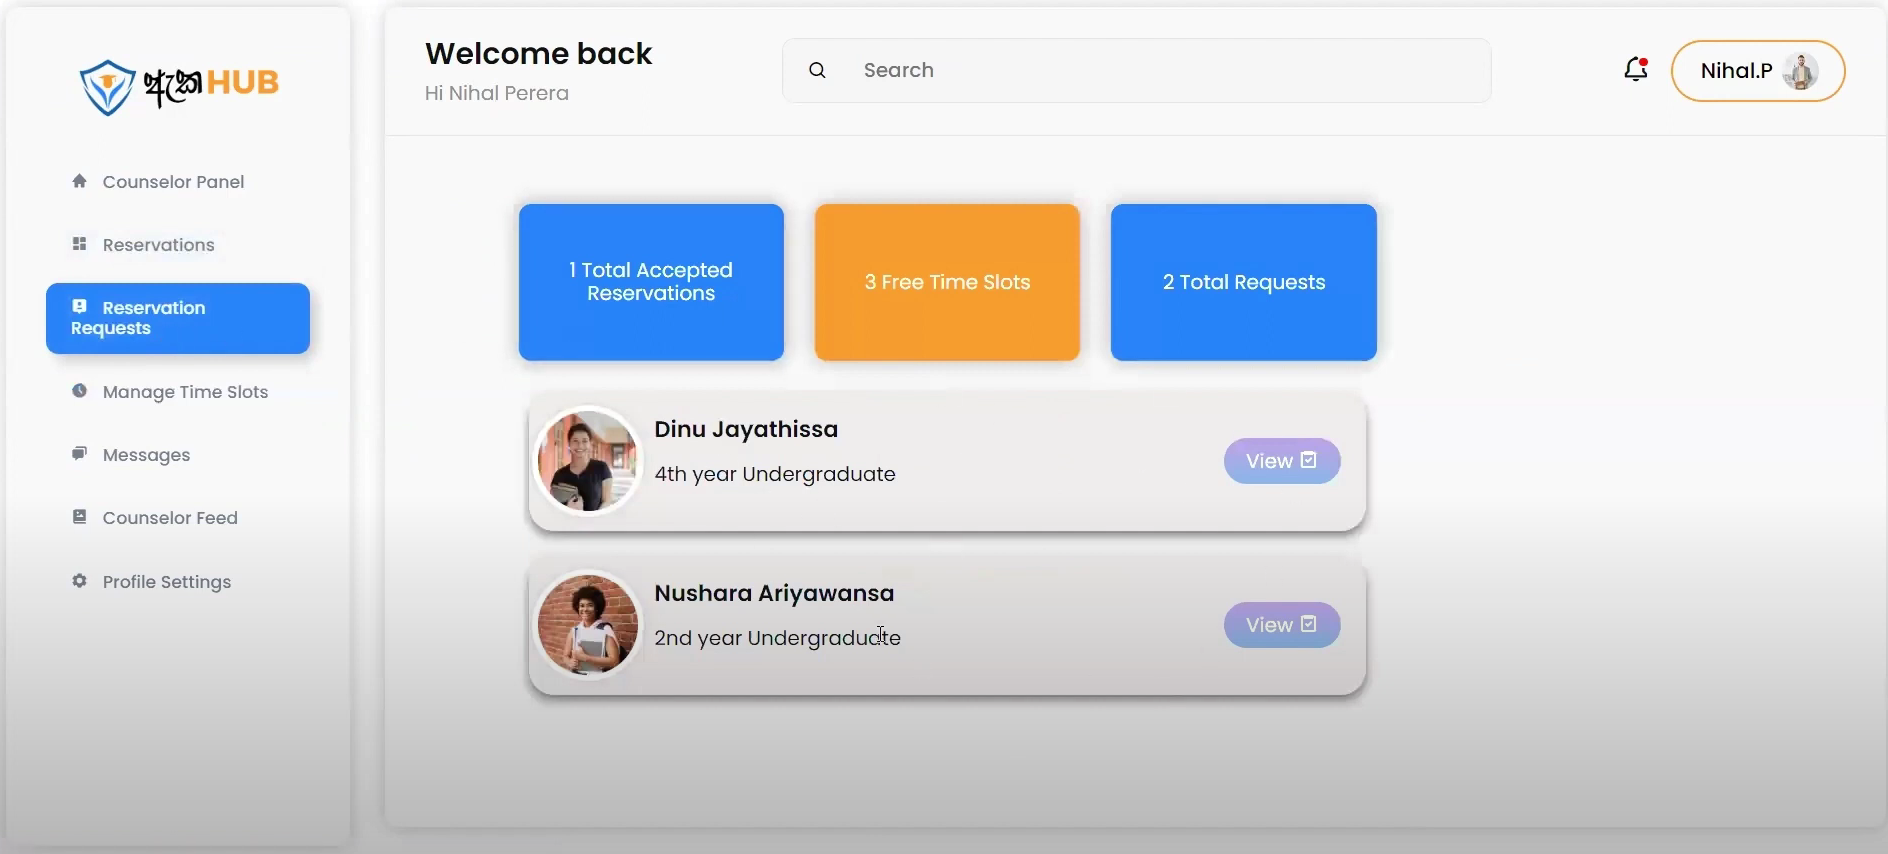 ඇක HUB
Welcome back
Hi Nihal Perera
Search
Nihal.P
Counselor Panel
Reservations
Reservation
Requests
Manage Time Slots
Messages
Counselor Feed
Profile Settings
1 Total Accepted
Reservations
3 Free Time Slots
2 Total Requests
Dinu Jayathissa
4th year Undergraduate
View
Nushara Ariyawansa
2nd year Undergraduate
View